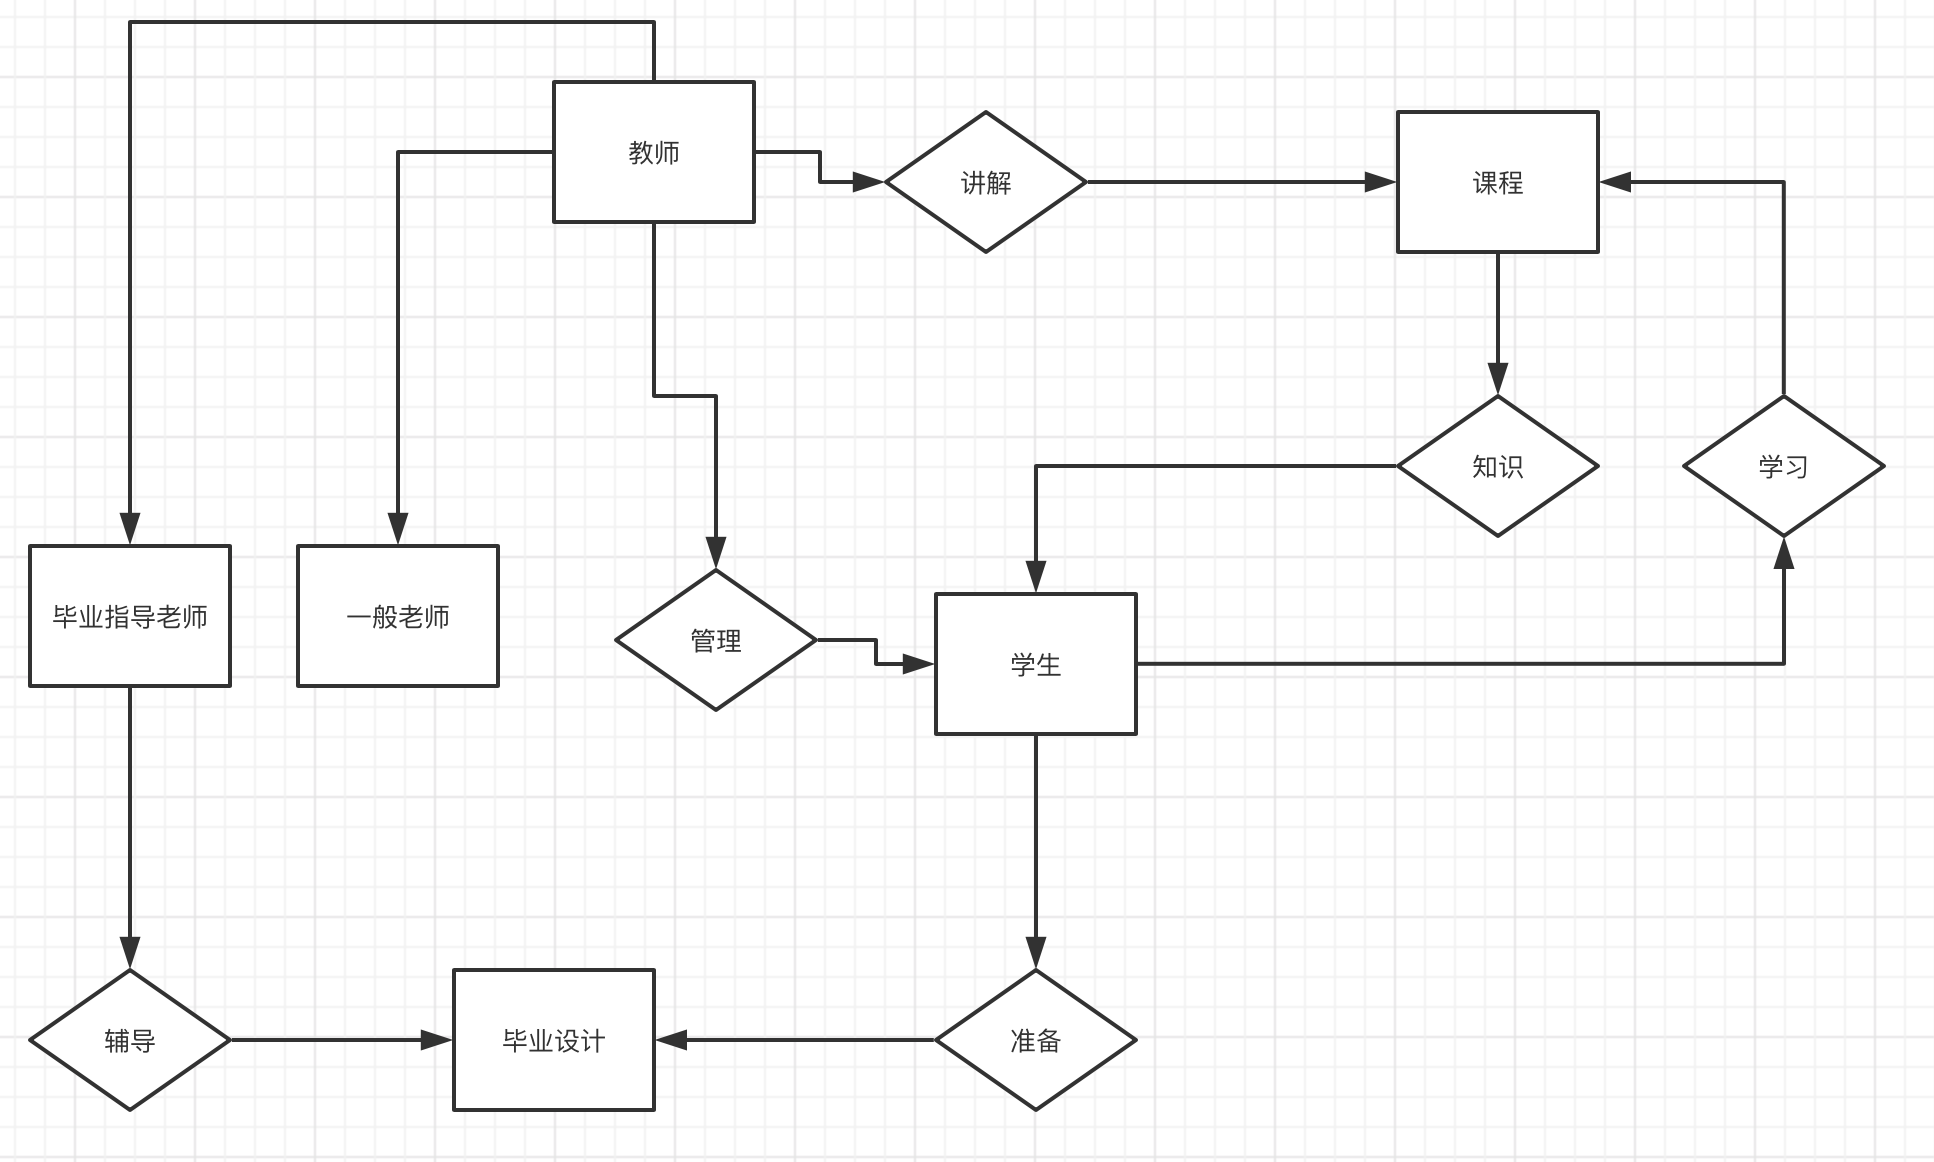 教师
讲解
课程
知识
学习
毕业指导老师
一般老师
管理
学生
辅导
毕业设计
准备